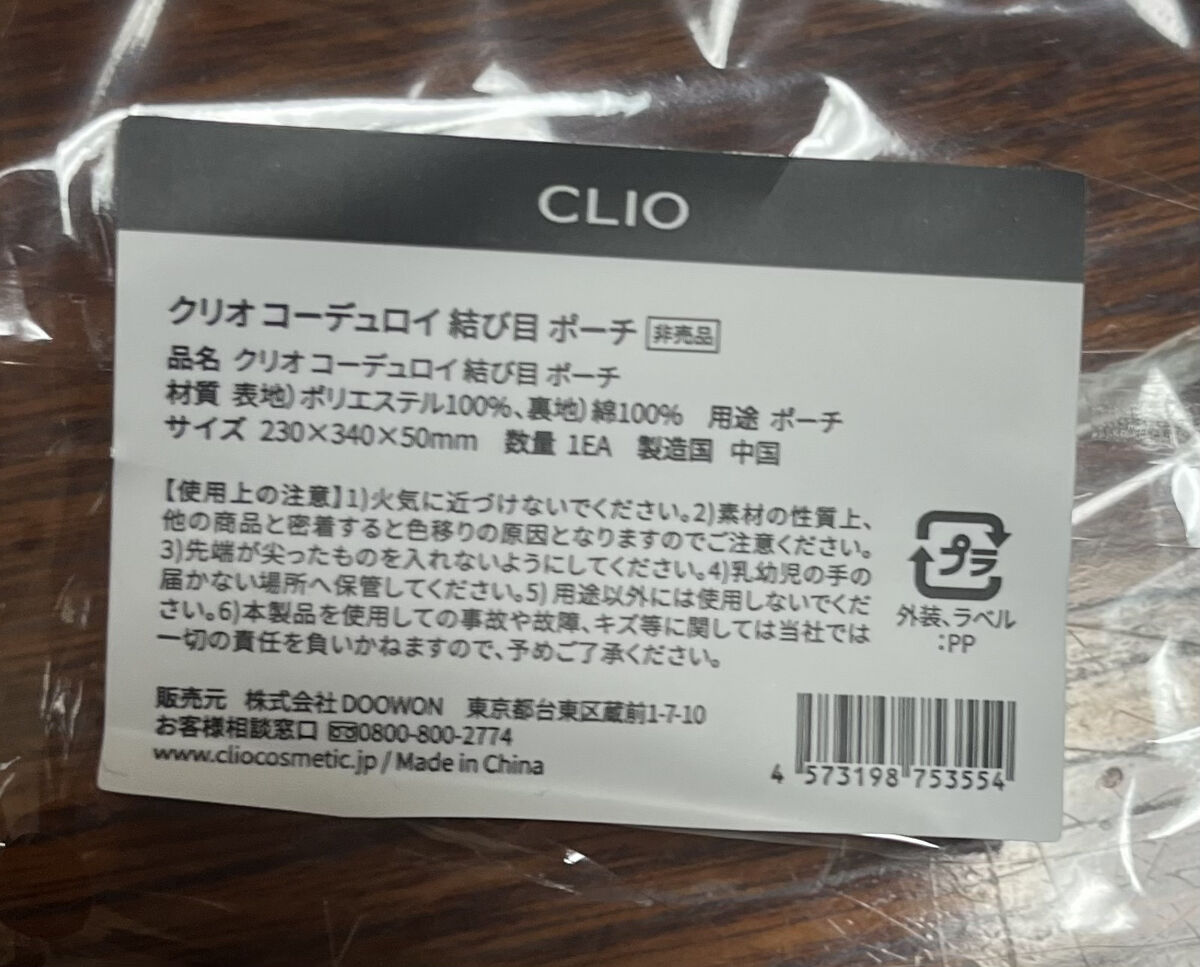 CLIO
クリオ コーデュロイ 結び目 ポーチ 非売品
品名 クリオ コーデュロイ 結び目 ポーチ
材質 表地)ポリエステル100%、裏地)綿100% 用途 ポーチ
サイズ 230×340×50mm 数量 1EA 製造国 中国
【使用上の注意】1)火気に近づけないでください。2)素材の性質上、
他の商品と密着すると色移りの原因となりますのでご注意ください。
3)先端が尖ったものを入れないようにしてください。4)乳幼児の手の
届かない場所へ保管してください。5)用途以外には使用しないでくだ
さい。6)本製品を使用しての事故や故障、キズ等に関しては当社では
一切の責任を負いかねますので、予めご了承ください。
プラ
外装、ラベル
:PP
販売元 株式会社 DOOWON 東京都台東区蔵前1-7-10
お客様相談窓口 0800-800-2774
www.cliocosmetic.jp / Made in China
4 573198 753554